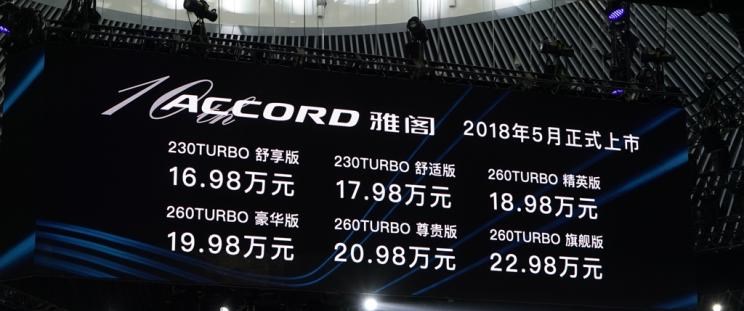 10th ACCORD 雅阁 2018年5月正式上市
230TURBO 舒享版 230TURBO 舒适版 260TURBO 精英版
16.98万元 17.98万元 18.98万元
260TURBO 豪华版 260TURBO 尊贵版 260TURBO 旗舰版
19.98万元 20.98万元 22.98万元